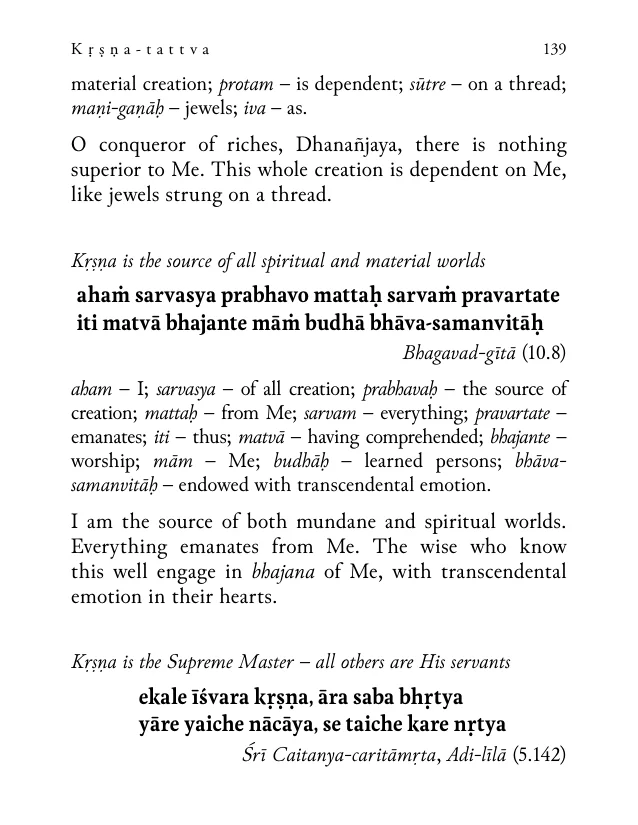 Kṛṣṇa-tattva 139
material creation; protam – is dependent; sūtre – on a thread;
maṇi-gaṇāḥ – jewels; iva – as.
O conqueror of riches, Dhanañjaya, there is nothing
superior to Me. This whole creation is dependent on Me,
like jewels strung on a thread.
Kṛṣṇa is the source of all spiritual and material worlds
ahaṁ sarvasya prabhavo mattaḥ sarvaṁ pravartate
iti matvā bhajante māṁ budhā bhāva-samanvitāḥ
Bhagavad-gītā (10.8)
aham – I; sarvasya – of all creation; prabhavaḥ – the source of
creation; mattaḥ – from Me; sarvam – everything; pravartate –
emanates; iti – thus; matvā – having comprehended; bhajante –
worship; mām – Me; budhāḥ – learned persons; bhāva-
samanvitāḥ – endowed with transcendental emotion.
I am the source of both mundane and spiritual worlds.
Everything emanates from Me. The wise who know
this well engage in bhajana of Me, with transcendental
emotion in their hearts.
Kṛṣṇa is the Supreme Master – all others are His servants
ekale īśvara kṛṣṇa, āra saba bhṛtya
yāre yaiche nācāya, se taiche kare nṛtya
Śrī Caitanya-caritāmṛta, Adi-līlā (5.142)